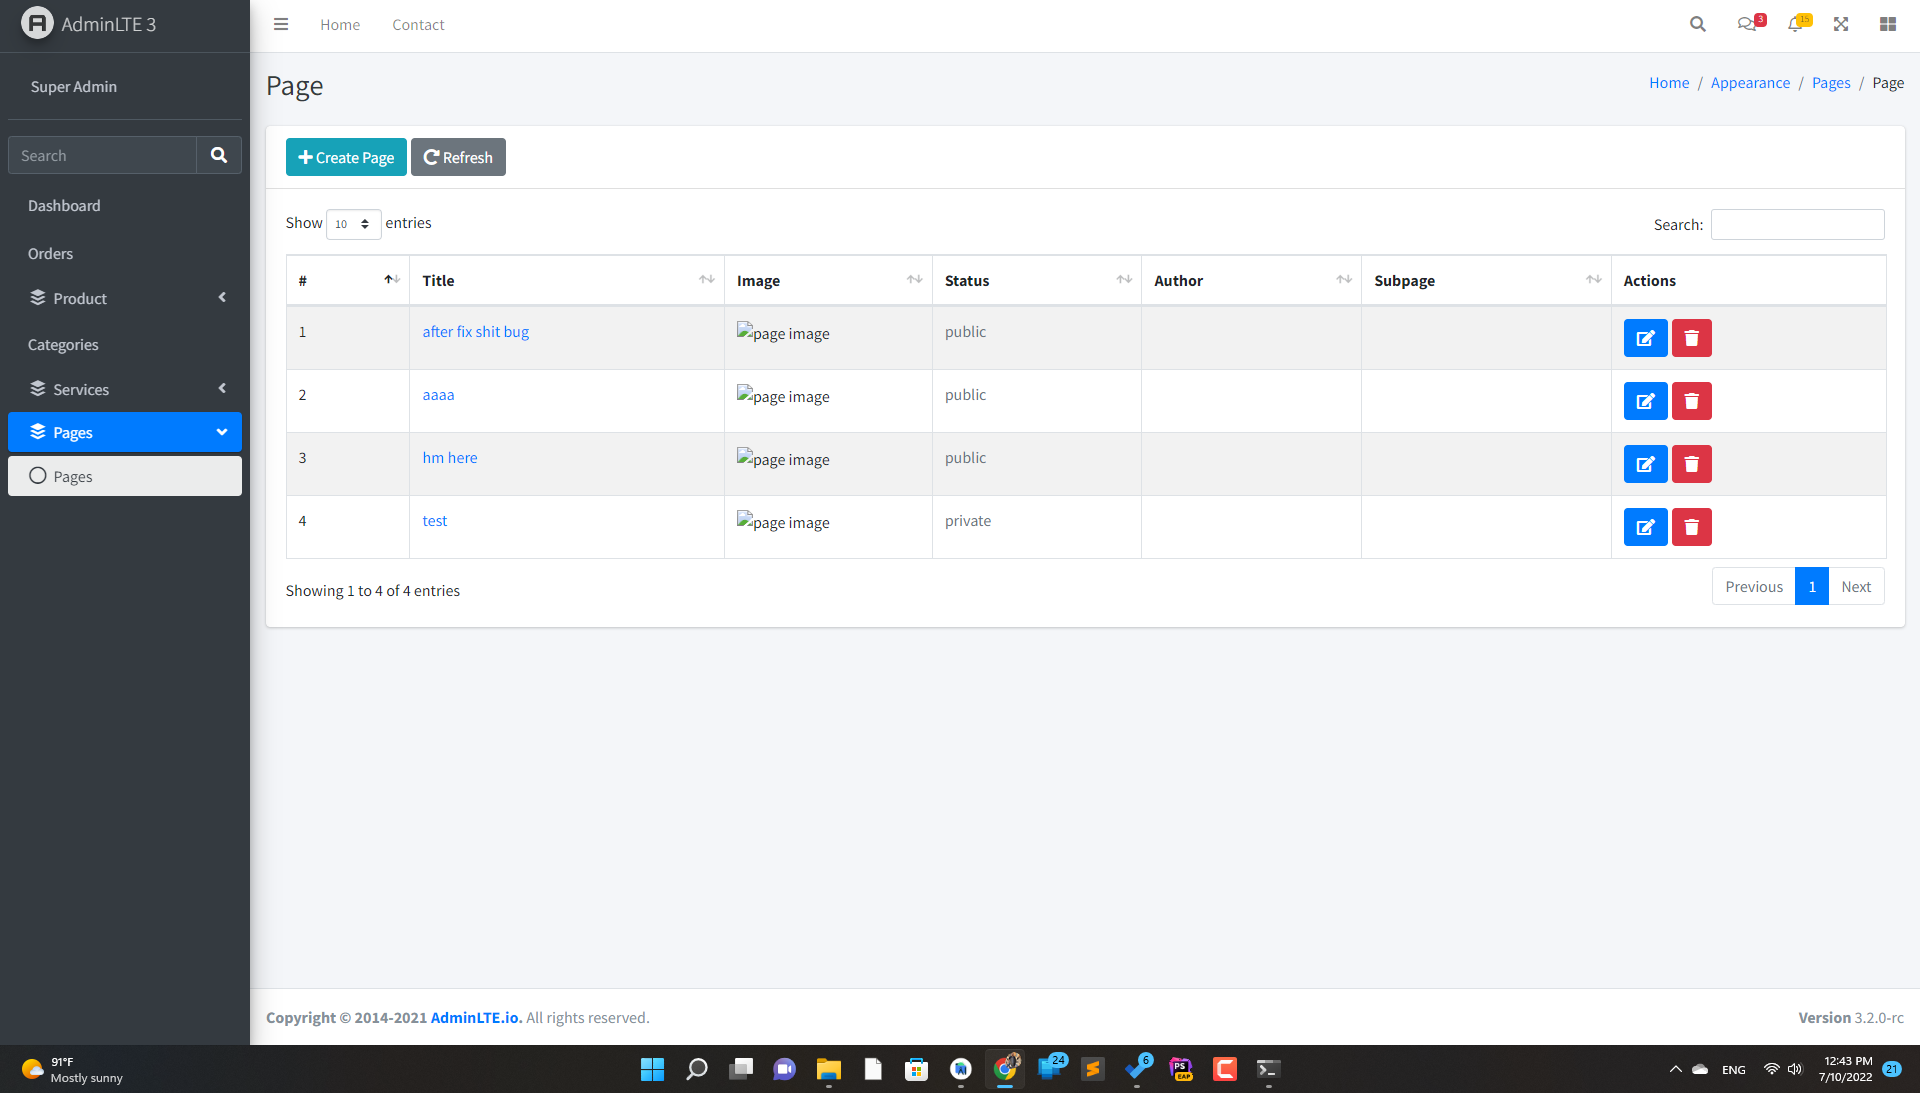 AdminLTE 3
Home
Contact
3
15
Super Admin
Search
Dashboard
Orders
Product
Categories
Services
Pages
Pages
Page
Home / Appearance / Pages / Page
Create Page
Refresh
Show 10 entries
Search:
# Title Image Status Author Subpage Actions
1 after fix shit bug page image public
2 aaaa page image public
3 hm here page image public
4 test page image private
Showing 1 to 4 of 4 entries
Previous 1 Next
Copyright © 2014-2021 AdminLTE.io. All rights reserved.
Version 3.2.0-rc
91°F
Mostly sunny
24
6
PS
EAP
ENG
12:43 PM
7/10/2022
21